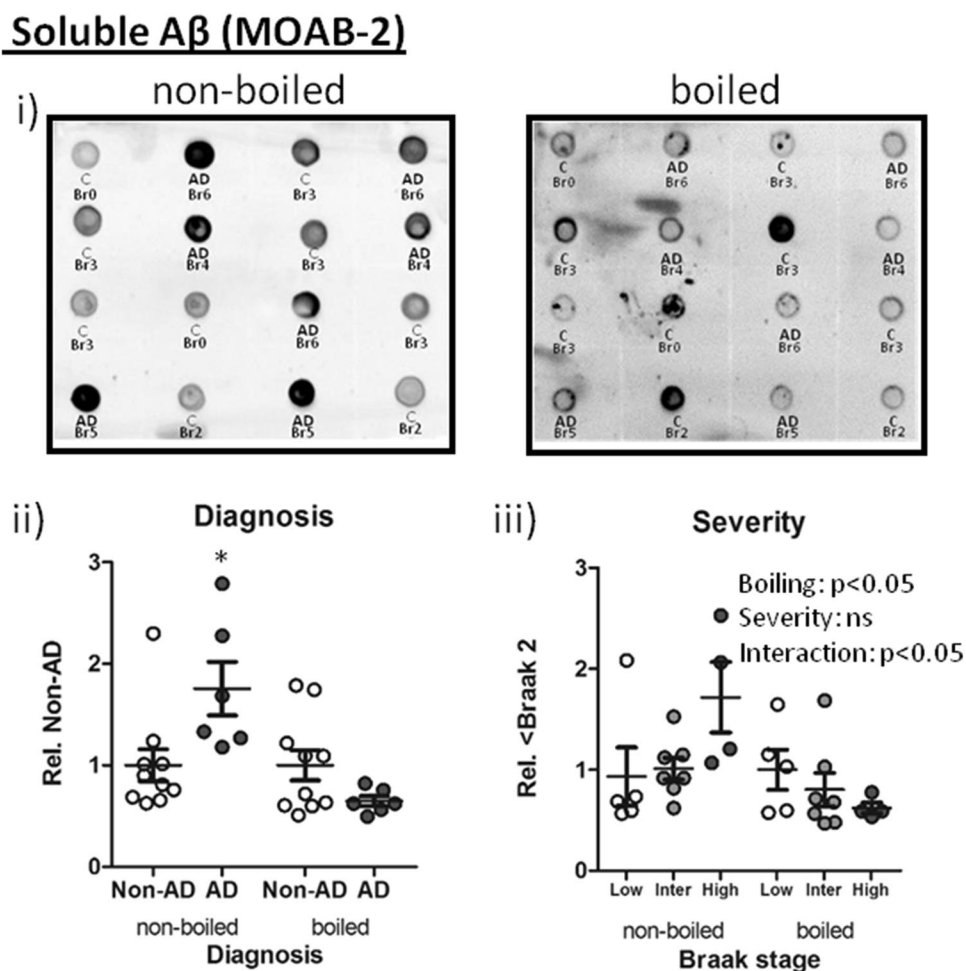 Soluble Aβ (MOAB-2)
non-boiled
boiled
i)
C AD C AD
Br0 Br6 Br3 Br6
C AD C AD
Br3 Br4 Br3 Br4
C C AD C
Br3 Br0 Br6 Br3
AD C AD C
Br5 Br2 Br5 Br2
C AD C AD
Br0 Br6 Br3 Br6
C AD C AD
Br3 Br4 Br3 Br4
C C AD C
Br3 Br0 Br6 Br3
AD C AD C
Br5 Br2 Br5 Br2
ii)
Diagnosis
*
3
2
1
0
Rel. Non-AD
Non-AD AD Non-AD AD
non-boiled boiled
Diagnosis
iii)
Severity
Boiling: p<0.05
Severity: ns
Interaction: p<0.05
3
2
1
0
Rel. <Braak 2
Low Inter High Low Inter High
non-boiled boiled
Braak stage